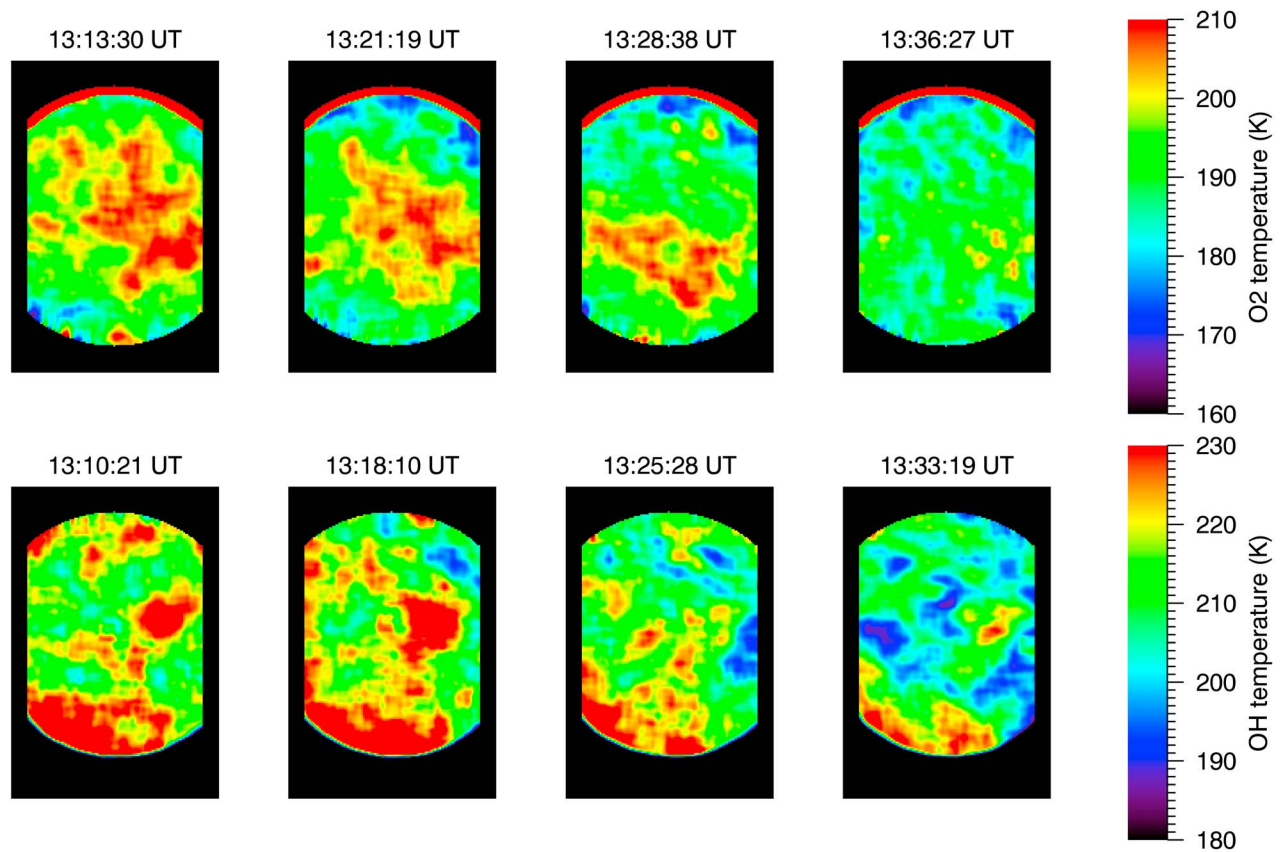 13:13:30 UT
13:21:19 UT
13:28:38 UT
13:36:27 UT
210
200
190
180
170
160
O2 temperature (K)
13:10:21 UT
13:18:10 UT
13:25:28 UT
13:33:19 UT
230
220
210
200
190
180
OH temperature (K)